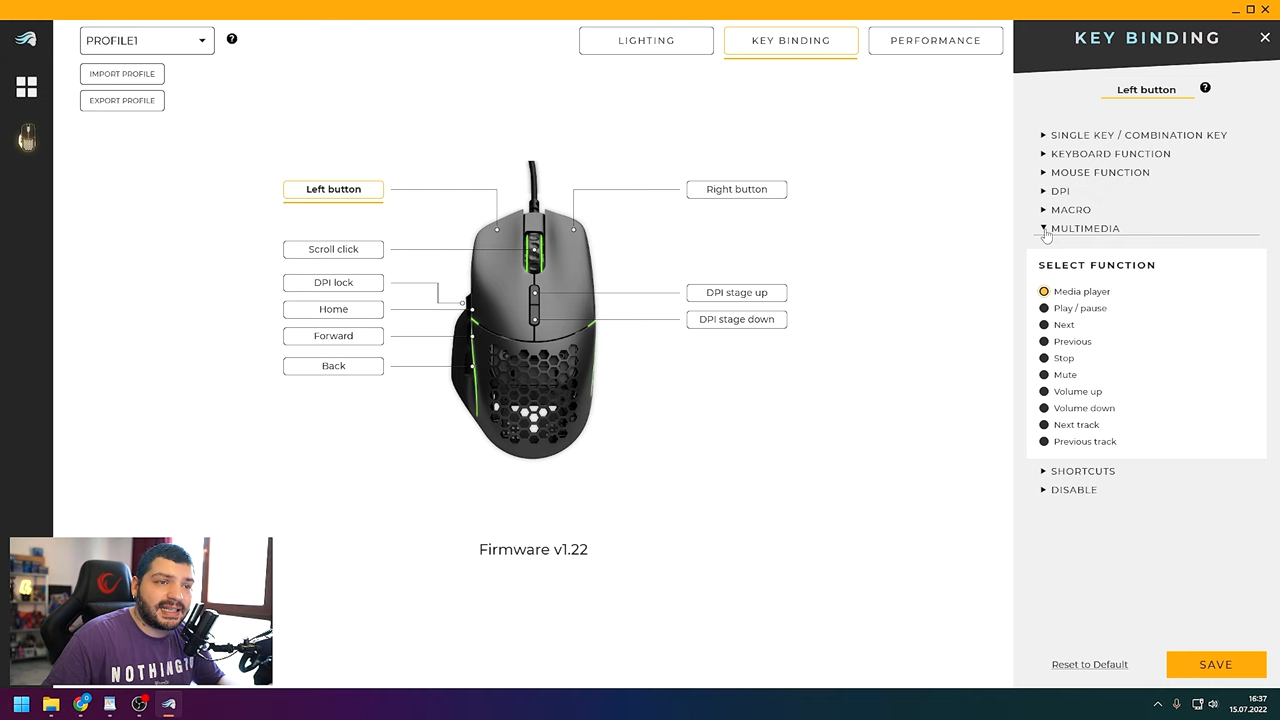 PROFILE1
?
LIGHTING
KEY BINDING
PERFORMANCE
IMPORT PROFILE
EXPORT PROFILE
Left button
Right button
Scroll click
DPI lock
Home
Forward
Back
DPI stage up
DPI stage down
Firmware v1.22
KEY BINDING
Left button
?
SINGLE KEY / COMBINATION KEY
KEYBOARD FUNCTION
MOUSE FUNCTION
DPI
MACRO
MULTIMEDIA
SELECT FUNCTION
Media player
Play / pause
Next
Previous
Stop
Mute
Volume up
Volume down
Next track
Previous track
SHORTCUTS
DISABLE
Reset to Default
SAVE
16:37
15.07.2022